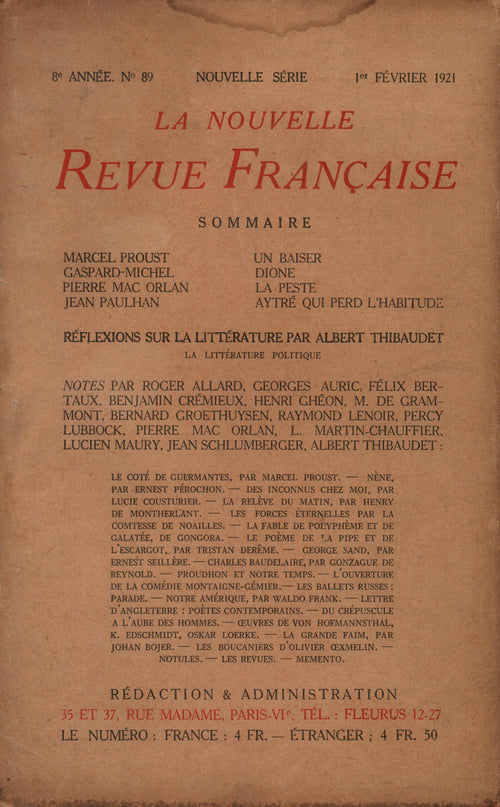 8e ANNÉE. No 89 NOUVELLE SÉRIE 1er FÉVRIER 1921
LA NOUVELLE
REVUE FRANÇAISE
SOMMAIRE
MARCEL PROUST UN BAISER
GASPARD-MICHEL DIONE
PIERRE MAC ORLAN LA PESTE
JEAN PAULHAN AYTRÉ QUI PERD L'HABITUDE
RÉFLEXIONS SUR LA LITTÉRATURE PAR ALBERT THIBAUDET
LA LITTÉRATURE POLITIQUE
NOTES PAR ROGER ALLARD, GEORGES AURIC, FÉLIX BER-
TAUX, BENJAMIN CRÉMIEUX, HENRI GHÉON, M. DE GRAM-
MONT, BERNARD GROETHUYSEN, RAYMOND LENOIR, PERCY
LUBBOCK, PIERRE MAC ORLAN, L. MARTIN-CHAUFFIER,
LUCIEN MAURY, JEAN SCHLUMBERGER, ALBERT THIBAUDET :
LE COTÉ DE GUERMANTES, PAR MARCEL PROUST. — NÈNE,
PAR ERNEST PÉROCHON. — DES INCONNUS CHEZ MOI, PAR
LUCIE COUSTURIER. — LA RELÈVE DU MATIN, PAR HENRY
DE MONTHERLANT. — LES FORCES ÉTERNELLES PAR LA
COMTESSE DE NOAILLES. — LA FABLE DE POLYPHÈME ET DE
GALATÉE, DE GONGORA. — LE POÈME DE LA PIPE ET DE
L'ESCARGOT, PAR TRISTAN DERÈME. — GEORGE SAND, PAR
ERNEST SEILLÈRE. — CHARLES BAUDELAIRE, PAR GONZAGUE DE
REYNOLD. — PROUDHON ET NOTRE TEMPS. — L'OUVERTURE
DE LA COMÉDIE MONTAIGNE-GÉMIER. — LES BALLETS RUSSES :
PARADE. — NOTRE AMÉRIQUE, PAR WALDO FRANK. — LETTRE
D'ANGLETERRE : POÈTES CONTEMPORAINS. — DU CRÉPUSCULE
A L'AUBE DES HOMMES. — ŒUVRES DE VON HOFMANNSTHAL,
K. EDSCHMIDT, OSKAR LOERKE. — LA GRANDE FAIM, PAR
JOHAN BOJER. — LES BOUCANIERS D'OLIVIER ŒXMELIN. —
NOTULES. — LES REVUES. — MEMENTO.
RÉDACTION & ADMINISTRATION
35 ET 37, RUE MADAME, PARIS-VIe. TÉL. : FLEURUS 12-27
LE NUMÉRO : FRANCE : 4 FR. — ÉTRANGER ; 4 FR. 50